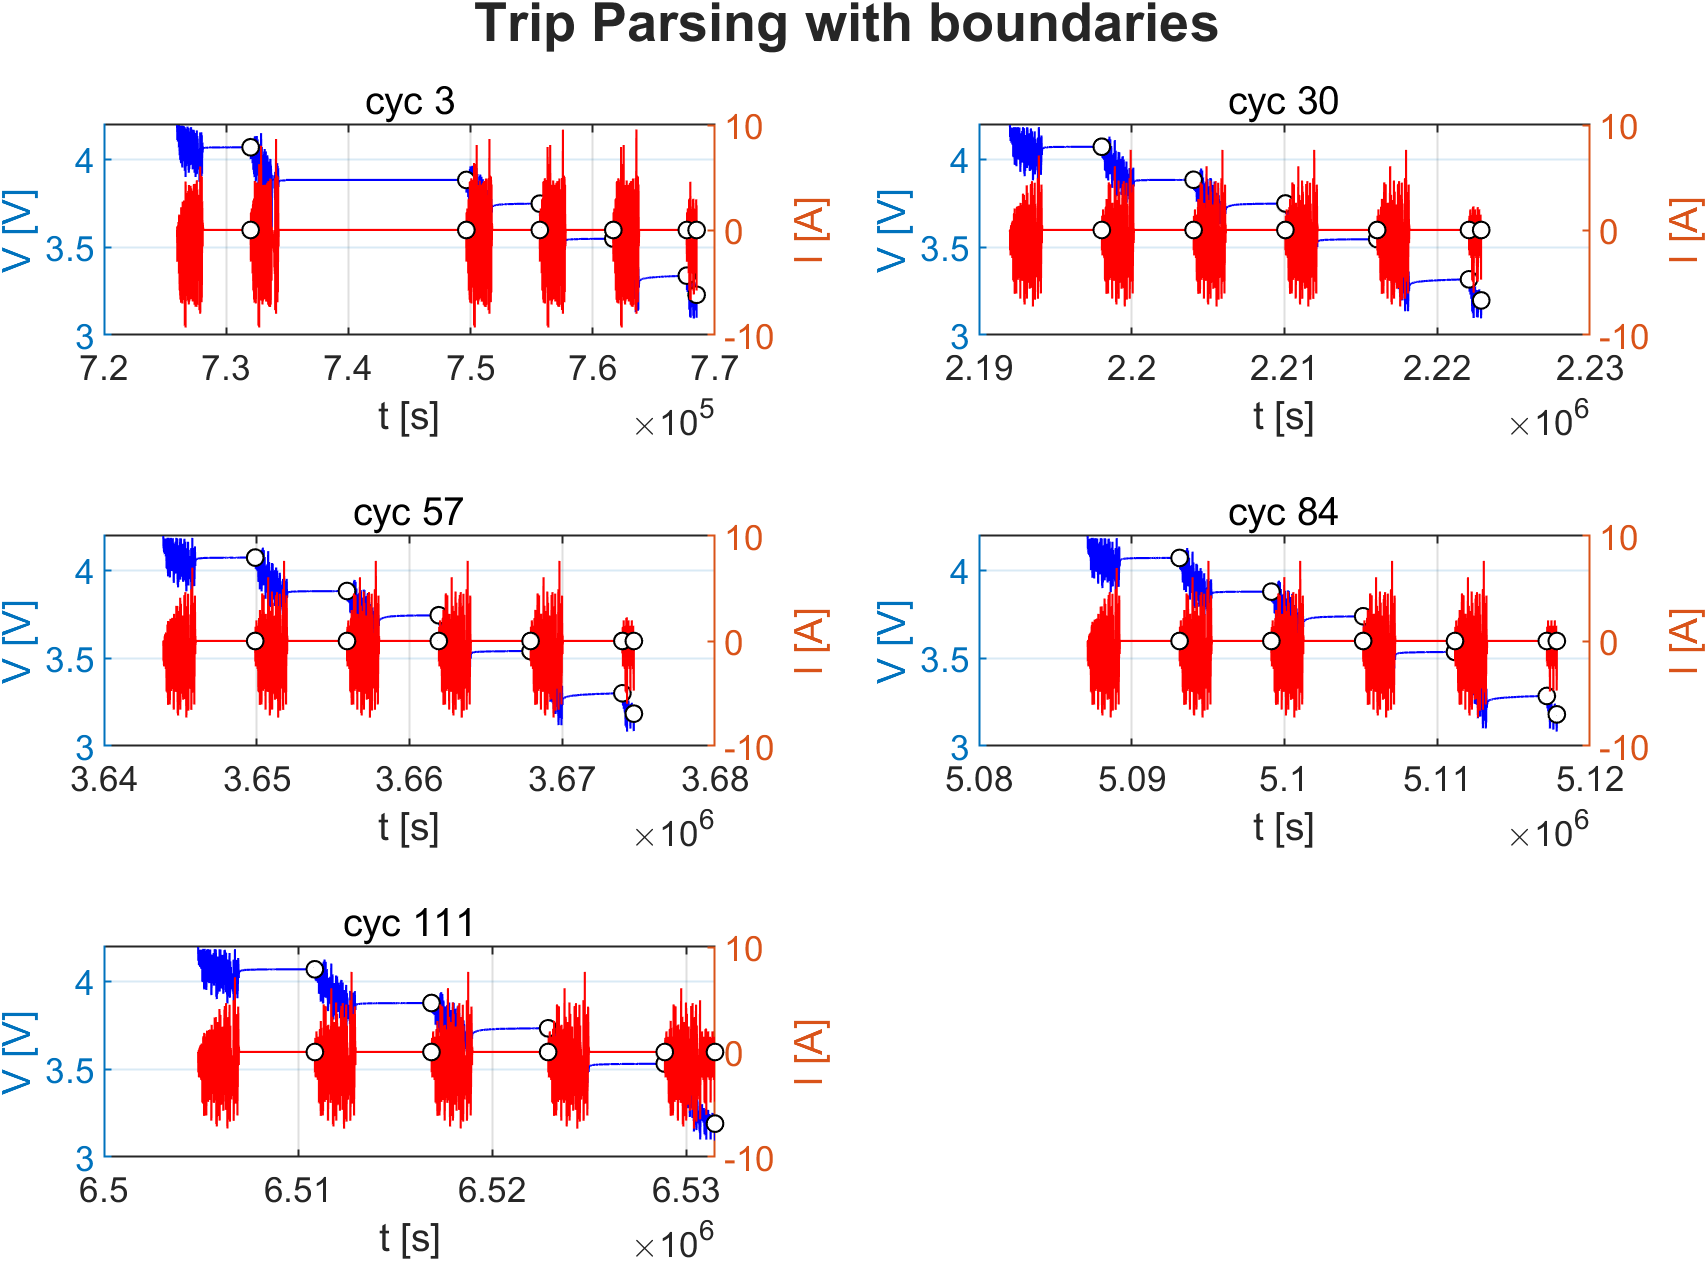 Trip Parsing with boundaries
cyc 3
V [V]
4
3.5
3
10
0
-10
I [A]
7.2 7.3 7.4 7.5 7.6 7.7
t [s]
×10^5
cyc 30
V [V]
4
3.5
3
10
0
-10
I [A]
2.19 2.2 2.21 2.22 2.23
t [s]
×10^6
cyc 57
V [V]
4
3.5
3
10
0
-10
I [A]
3.64 3.65 3.66 3.67 3.68
t [s]
×10^6
cyc 84
V [V]
4
3.5
3
10
0
-10
I [A]
5.08 5.09 5.1 5.11 5.12
t [s]
×10^6
cyc 111
V [V]
4
3.5
3
10
0
-10
I [A]
6.5 6.51 6.52 6.53
t [s]
×10^6